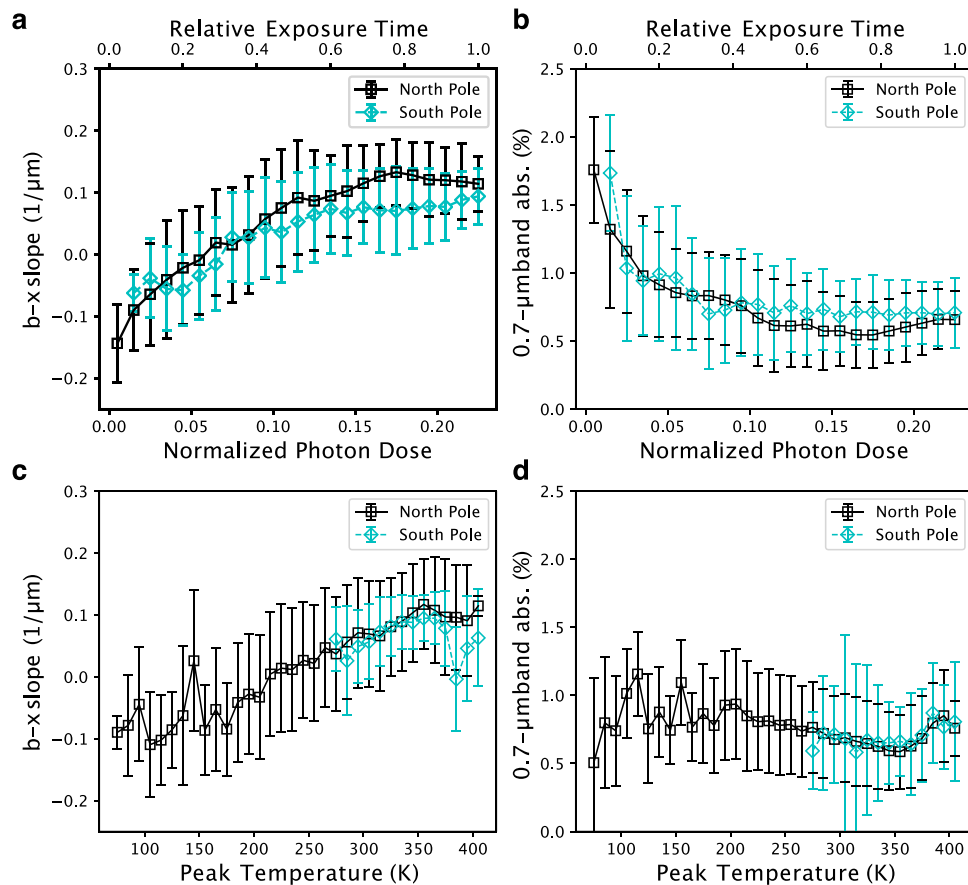 a
Relative Exposure Time
0.0 0.2 0.4 0.6 0.8 1.0
0.3
0.2
0.1
0.0
−0.1
−0.2
b−x slope (1/μm)
North Pole
South Pole
0.00 0.05 0.10 0.15 0.20
Normalized Photon Dose
b
Relative Exposure Time
0.0 0.2 0.4 0.6 0.8 1.0
2.5
2.0
1.5
1.0
0.5
0.0
0.7−μmband abs. (%)
North Pole
South Pole
0.00 0.05 0.10 0.15 0.20
Normalized Photon Dose
c
0.3
0.2
0.1
0.0
−0.1
−0.2
b−x slope (1/μm)
North Pole
South Pole
100 150 200 250 300 350 400
Peak Temperature (K)
d
2.5
2.0
1.5
1.0
0.5
0.0
0.7−μmband abs. (%)
North Pole
South Pole
100 150 200 250 300 350 400
Peak Temperature (K)